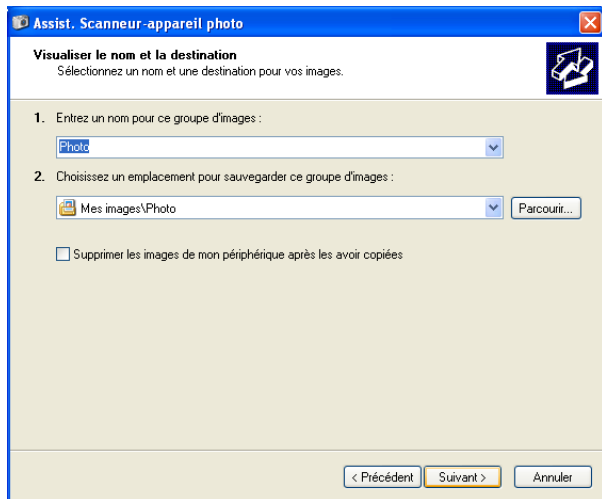 Assist. Scanneur-appareil photo
Visualiser le nom et la destination
Sélectionnez un nom et une destination pour vos images.
1. Entrez un nom pour ce groupe d'images :
Photo
2. Choisissez un emplacement pour sauvegarder ce groupe d'images :
Mes images\Photo
Parcourir...
Supprimer les images de mon périphérique après les avoir copiées
< Précédent Suivant > Annuler